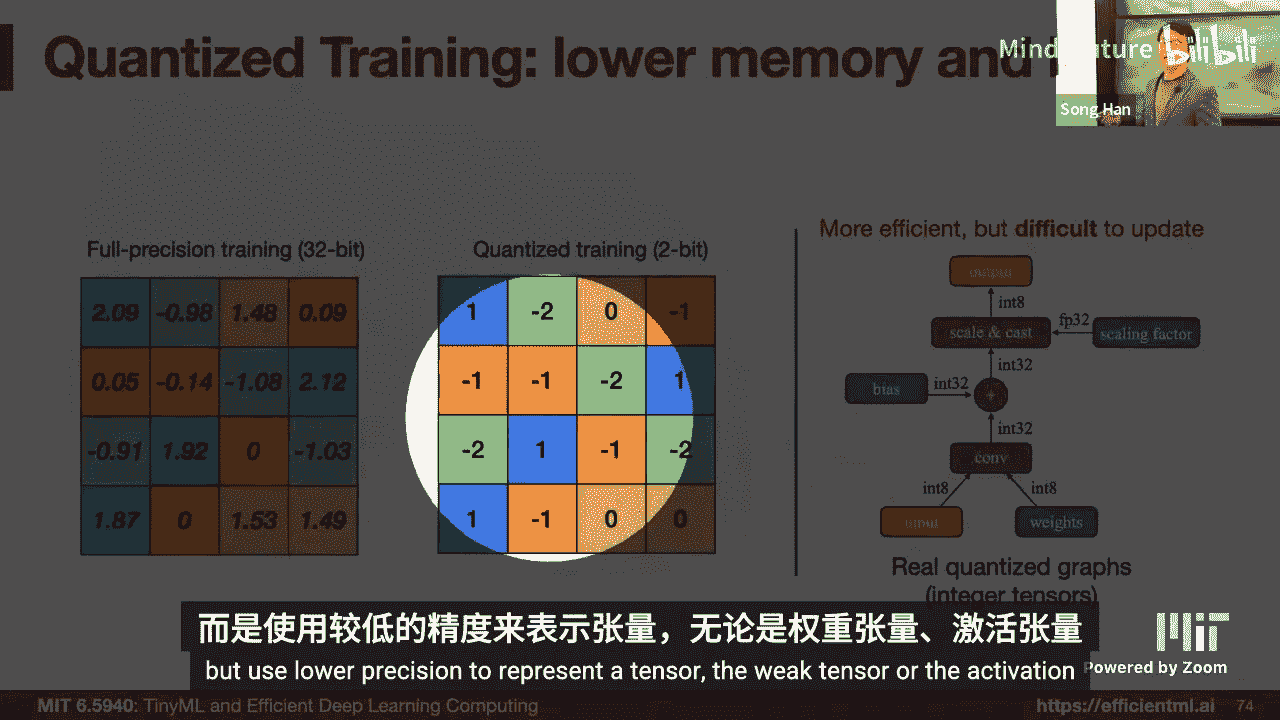 Quantized Training: lower memory and
Mind
ature
bilibili
Song Han
Full-precision training (32-bit)
2.09 -0.98 1.48 0.09
0.05 -0.14 -1.08 2.12
-0.91 1.92 0 -1.03
1.87 0 1.53 1.49
Quantized training (2-bit)
1 -2 0 -1
-1 -1 -2 1
-2 1 -1 -2
1 -1 0 0
More efficient, but difficult to update
output
int8
scale & cast
fp32
scaling factor
int32
bias
int32
+
int32
conv
int8
int8
input
weights
Real quantized graphs
(integer tensors)
而是使用较低的精度来表示张量，无论是权重张量、激活张量
but use lower precision to represent a tensor, the weak tensor or the activation
MIT
Powered by Zoom
MIT 6.5940: TinyML and Efficient Deep Learning Computing
https://efficientml.ai
74